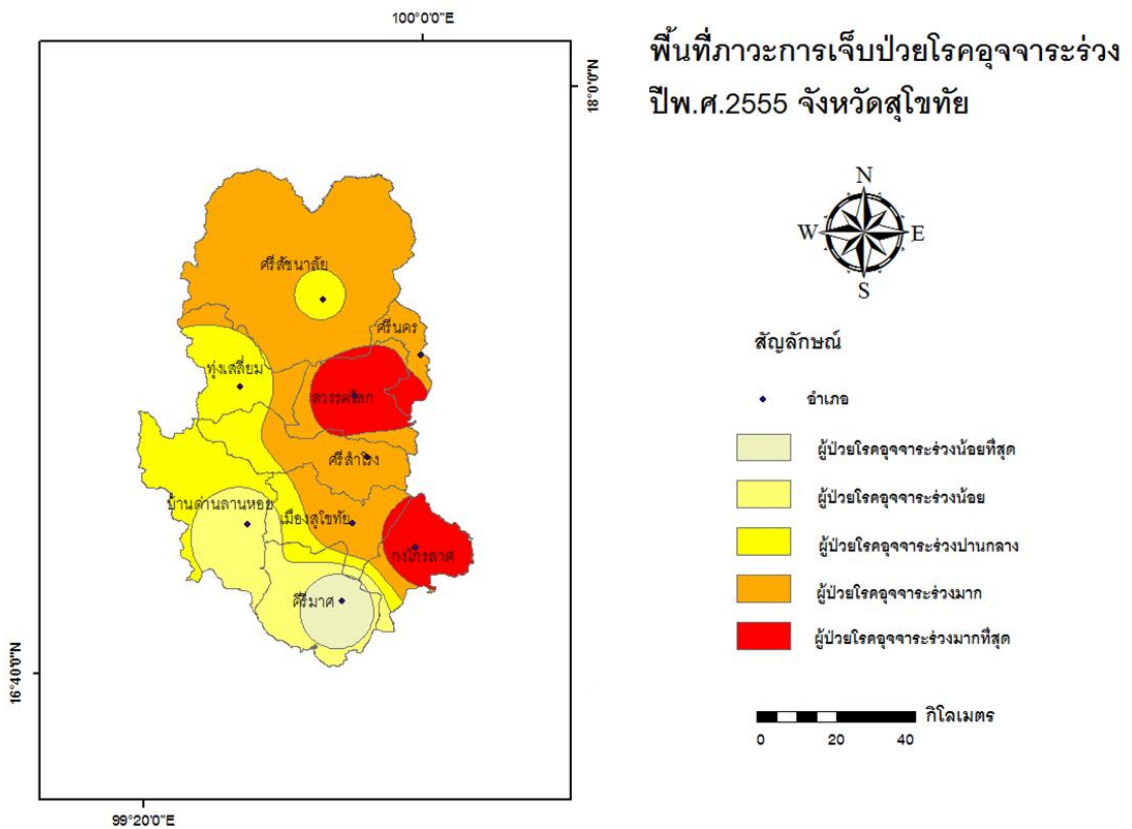 พื้นที่ภาวะการเจ็บป่วยโรคอุจจาระร่วง
ปีพ.ศ.2555 จังหวัดสุโขทัย
100°0'0"E
18°0'0"N
N
W
E
S
ศรีสัชนาลัย
ศรีนคร
ทุ่งเสลี่ยม
สวรรคโลก
ศรีสำโรง
บ้านด่านลานหอย
เมืองสุโขทัย
กงไกรลาศ
คีรีมาศ
สัญลักษณ์
อำเภอ
ผู้ป่วยโรคอุจจาระร่วงน้อยที่สุด
ผู้ป่วยโรคอุจจาระร่วงน้อย
ผู้ป่วยโรคอุจจาระร่วงปานกลาง
ผู้ป่วยโรคอุจจาระร่วงมาก
ผู้ป่วยโรคอุจจาระร่วงมากที่สุด
กิโลเมตร
0 20 40
16°40'0"N
99°20'0"E